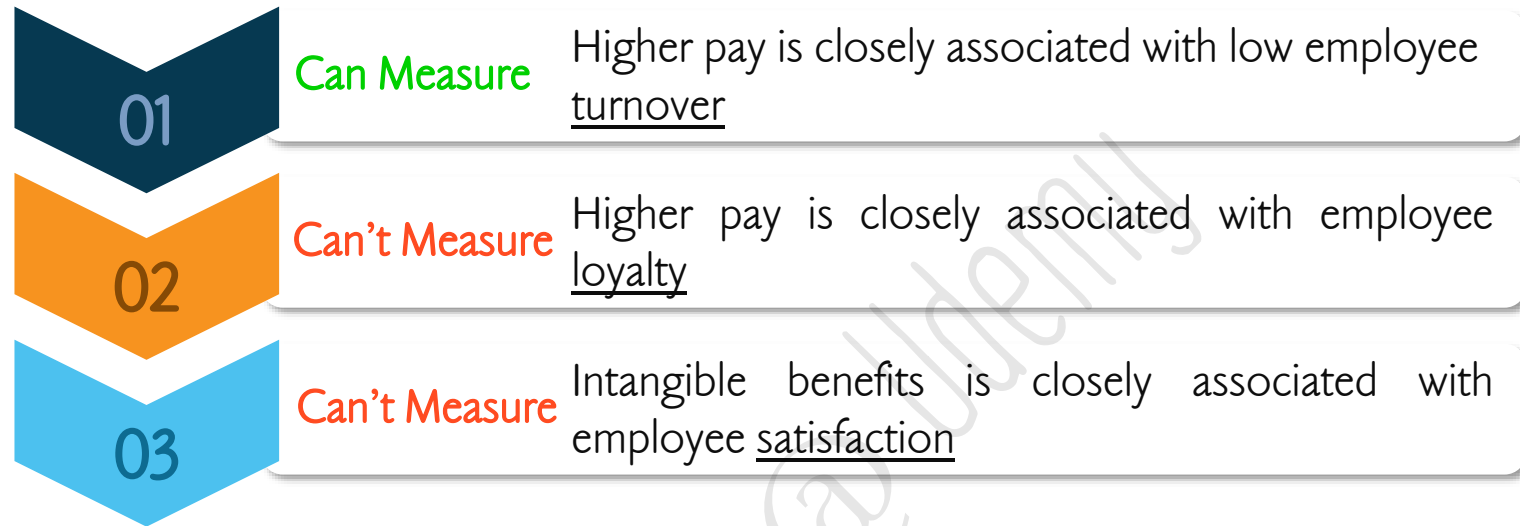 01
Can Measure
Higher pay is closely associated with low employee
turnover
02
Can't Measure
Higher pay is closely associated with employee
loyalty
03
Can't Measure
Intangible benefits is closely associated with
employee satisfaction
@ Udemy